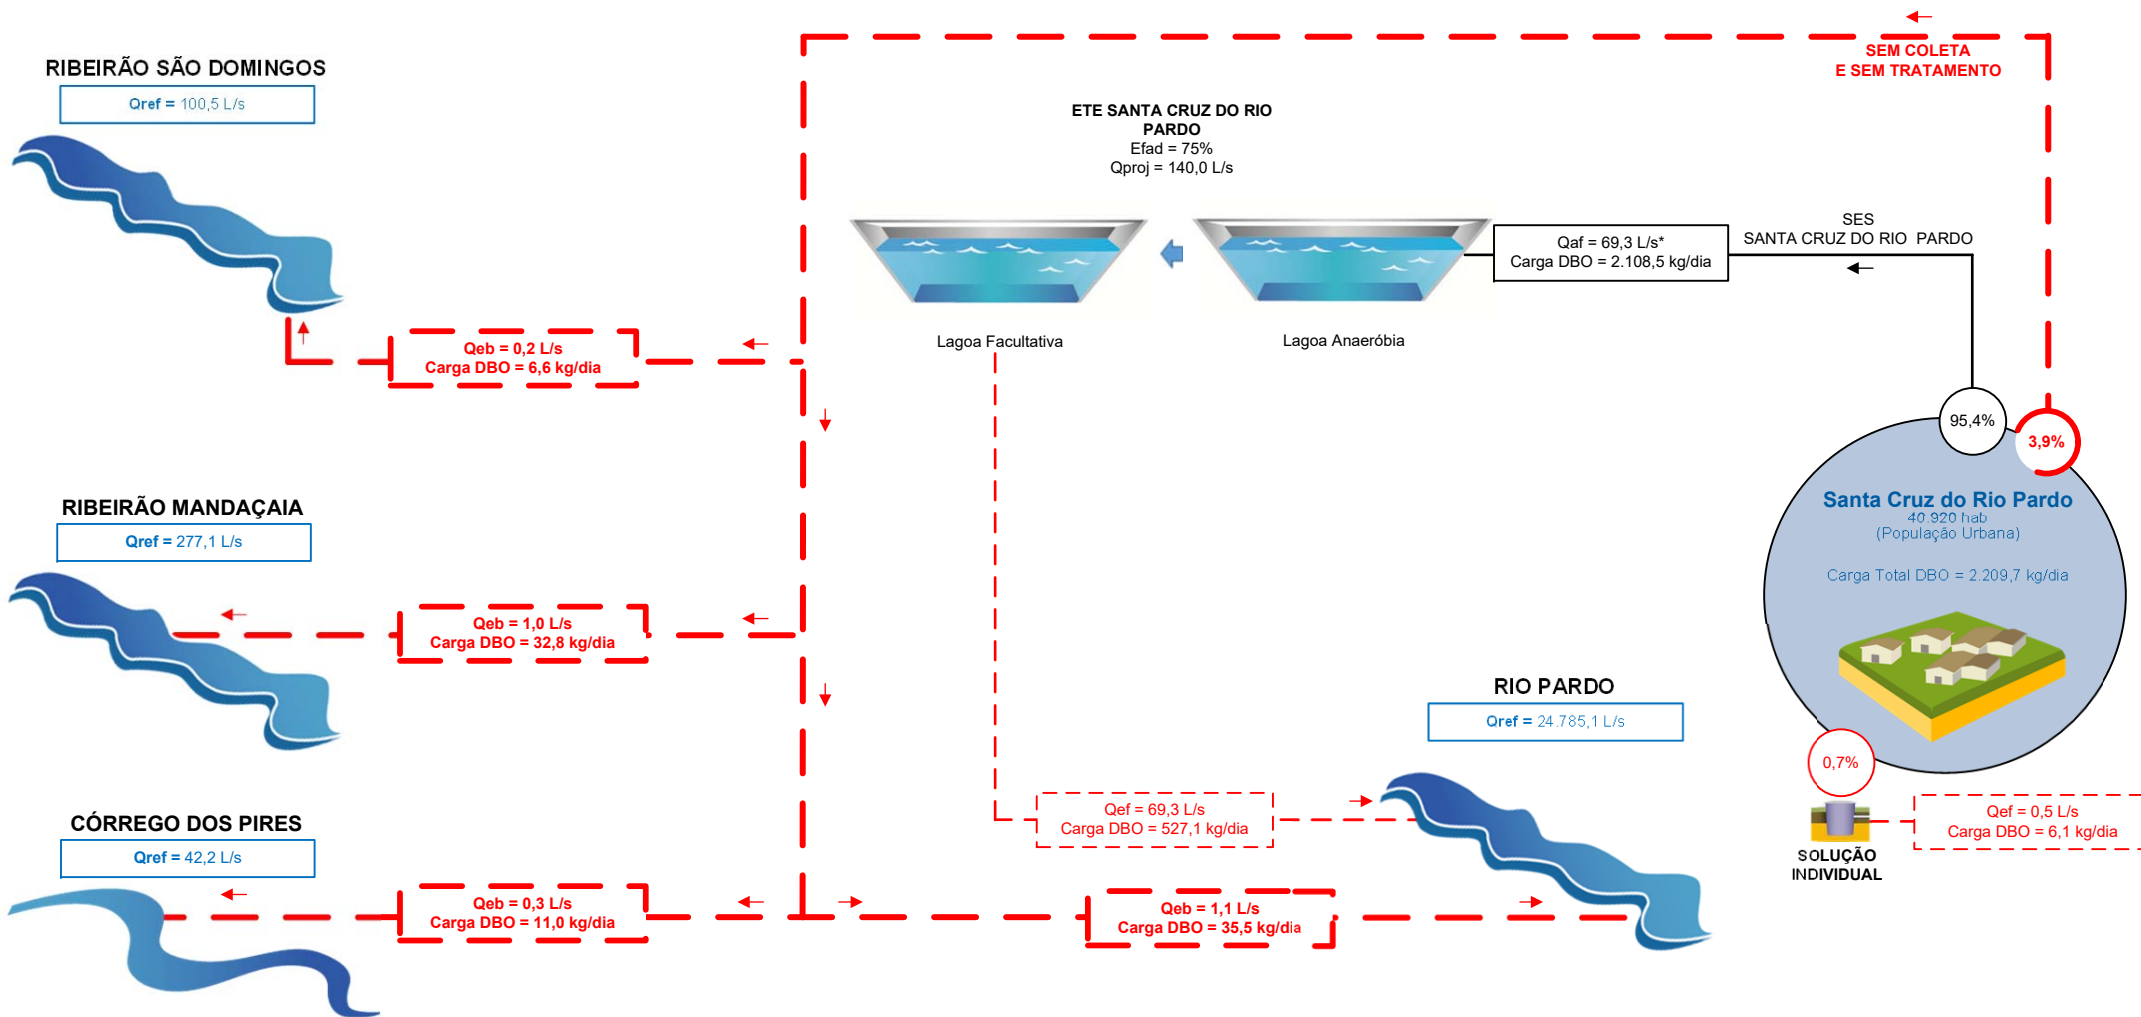 SEM COLETA
E SEM TRATAMENTO
RIBEIRÃO SÃO DOMINGOS
Qref = 100,5 L/s
ETE SANTA CRUZ DO RIO
PARDO
Efad = 75%
Qproj = 140,0 L/s
SES
SANTA CRUZ DO RIO PARDO
Qaf = 69,3 L/s*
Carga DBO = 2.108,5 kg/dia
Lagoa Facultativa
Lagoa Anaeróbia
Qeb = 0,2 L/s
Carga DBO = 6,6 kg/dia
95,4%
3,9%
Santa Cruz do Rio Pardo
40.920 hab
(População Urbana)
Carga Total DBO = 2.209,7 kg/dia
RIBEIRÃO MANDAÇAIA
Qref = 277,1 L/s
Qeb = 1,0 L/s
Carga DBO = 32,8 kg/dia
RIO PARDO
Qref = 24.785,1 L/s
0,7%
Qef = 69,3 L/s
Carga DBO = 527,1 kg/dia
Qef = 0,5 L/s
Carga DBO = 6,1 kg/dia
SOLUÇÃO
INDIVIDUAL
CÓRREGO DOS PIRES
Qref = 42,2 L/s
Qeb = 0,3 L/s
Carga DBO = 11,0 kg/dia
Qeb = 1,1 L/s
Carga DBO = 35,5 kg/dia